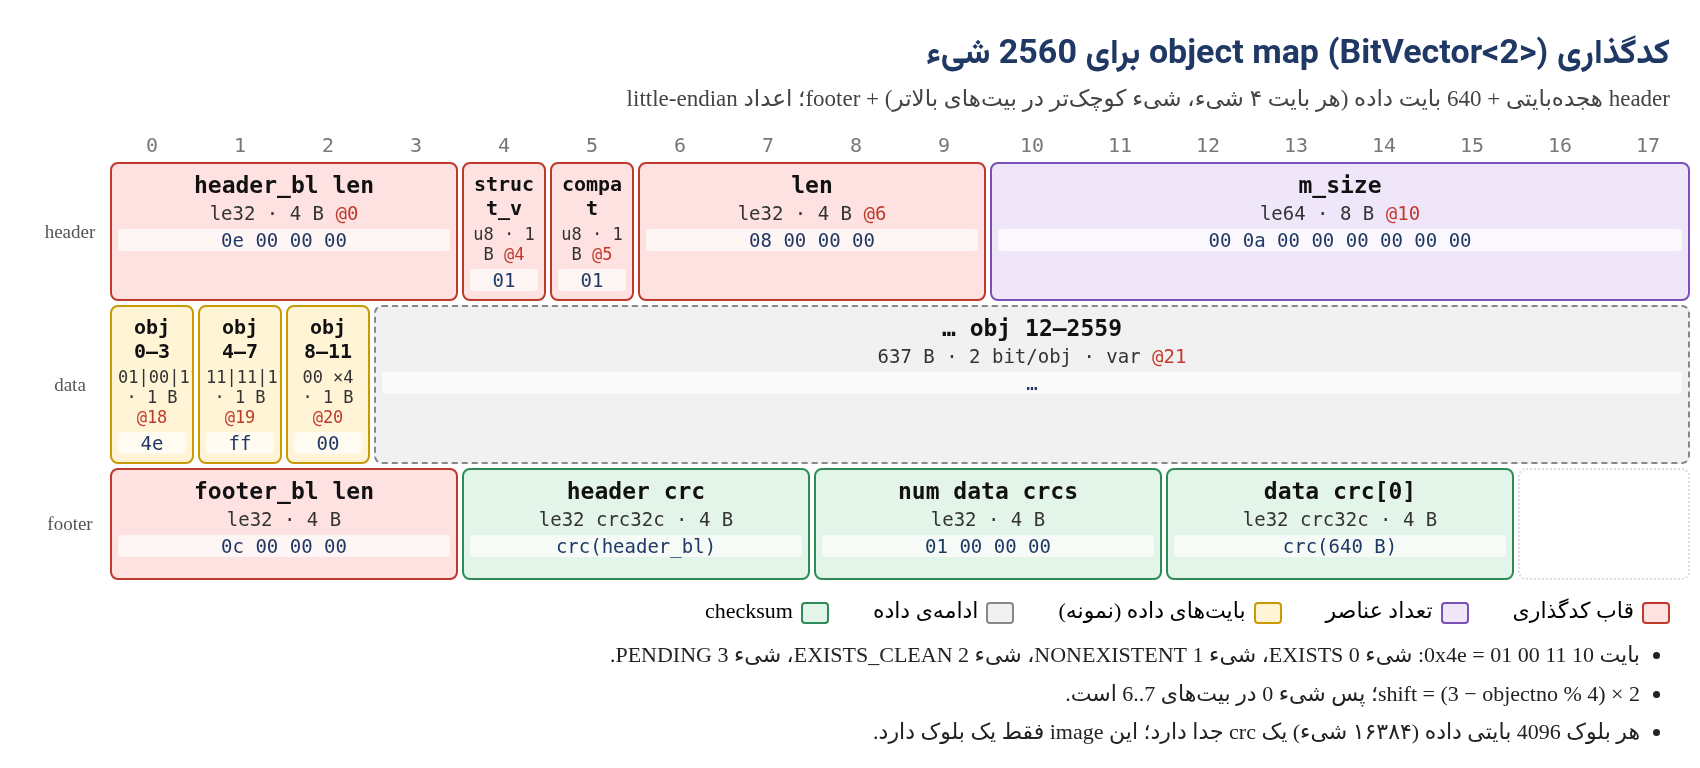 کدگذاری object map (BitVector<2>) برای 2560 شیء
header هجده‌بایتی + 640 بایت داده (هر بایت ۴ شیء، شیء کوچک‌تر در بیت‌های بالاتر) + footer؛ اعداد little-endian
0 1 2 3 4 5 6 7 8 9 10 11 12 13 14 15 16 17
header
header_bl len
le32 · 4 B @0
0e 00 00 00
struc
t_v
u8 · 1
B @4
01
compa
t
u8 · 1
B @5
01
len
le32 · 4 B @6
08 00 00 00
m_size
le64 · 8 B @10
00 0a 00 00 00 00 00 00
data
obj
0–3
01|00|1
· 1 B
@18
4e
obj
4–7
11|11|1
· 1 B
@19
ff
obj
8–11
00 ×4
· 1 B
@20
00
… obj 12–2559
637 B · 2 bit/obj · var @21
…
footer
footer_bl len
le32 · 4 B
0c 00 00 00
header crc
le32 crc32c · 4 B
crc(header_bl)
num data crcs
le32 · 4 B
01 00 00 00
data crc[0]
le32 crc32c · 4 B
crc(640 B)
قاب کدگذاری
تعداد عناصر
بایت‌های داده (نمونه)
ادامه‌ی داده
checksum
• بایت 0x4e = 01 00 11 10: شیء 0 EXISTS، شیء 1 NONEXISTENT، شیء 2 EXISTS_CLEAN، شیء 3 PENDING.
• shift = (3 − objectno % 4) × 2؛ پس شیء 0 در بیت‌های 7..6 است.
• هر بلوک 4096 بایتی داده (۱۶۳۸۴ شیء) یک crc جدا دارد؛ این image فقط یک بلوک دارد.